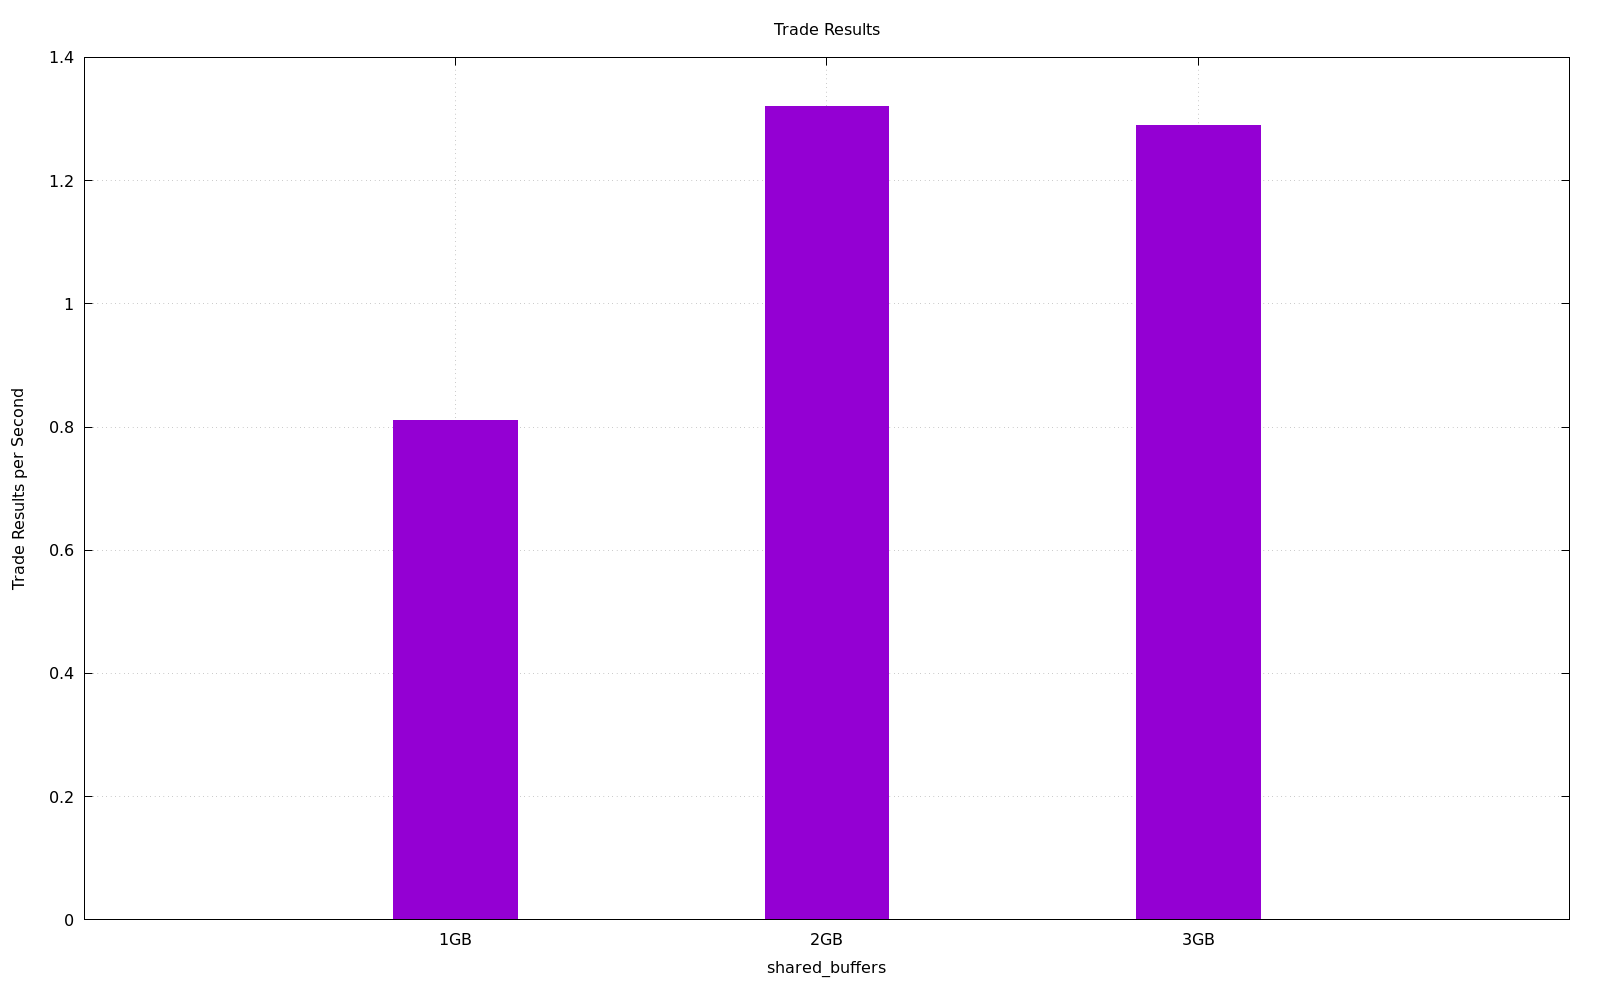 Trade Results
1.4
1.2
1
0.8
0.6
0.4
0.2
0
Trade Results per Second
1GB
2GB
3GB
shared_buffers